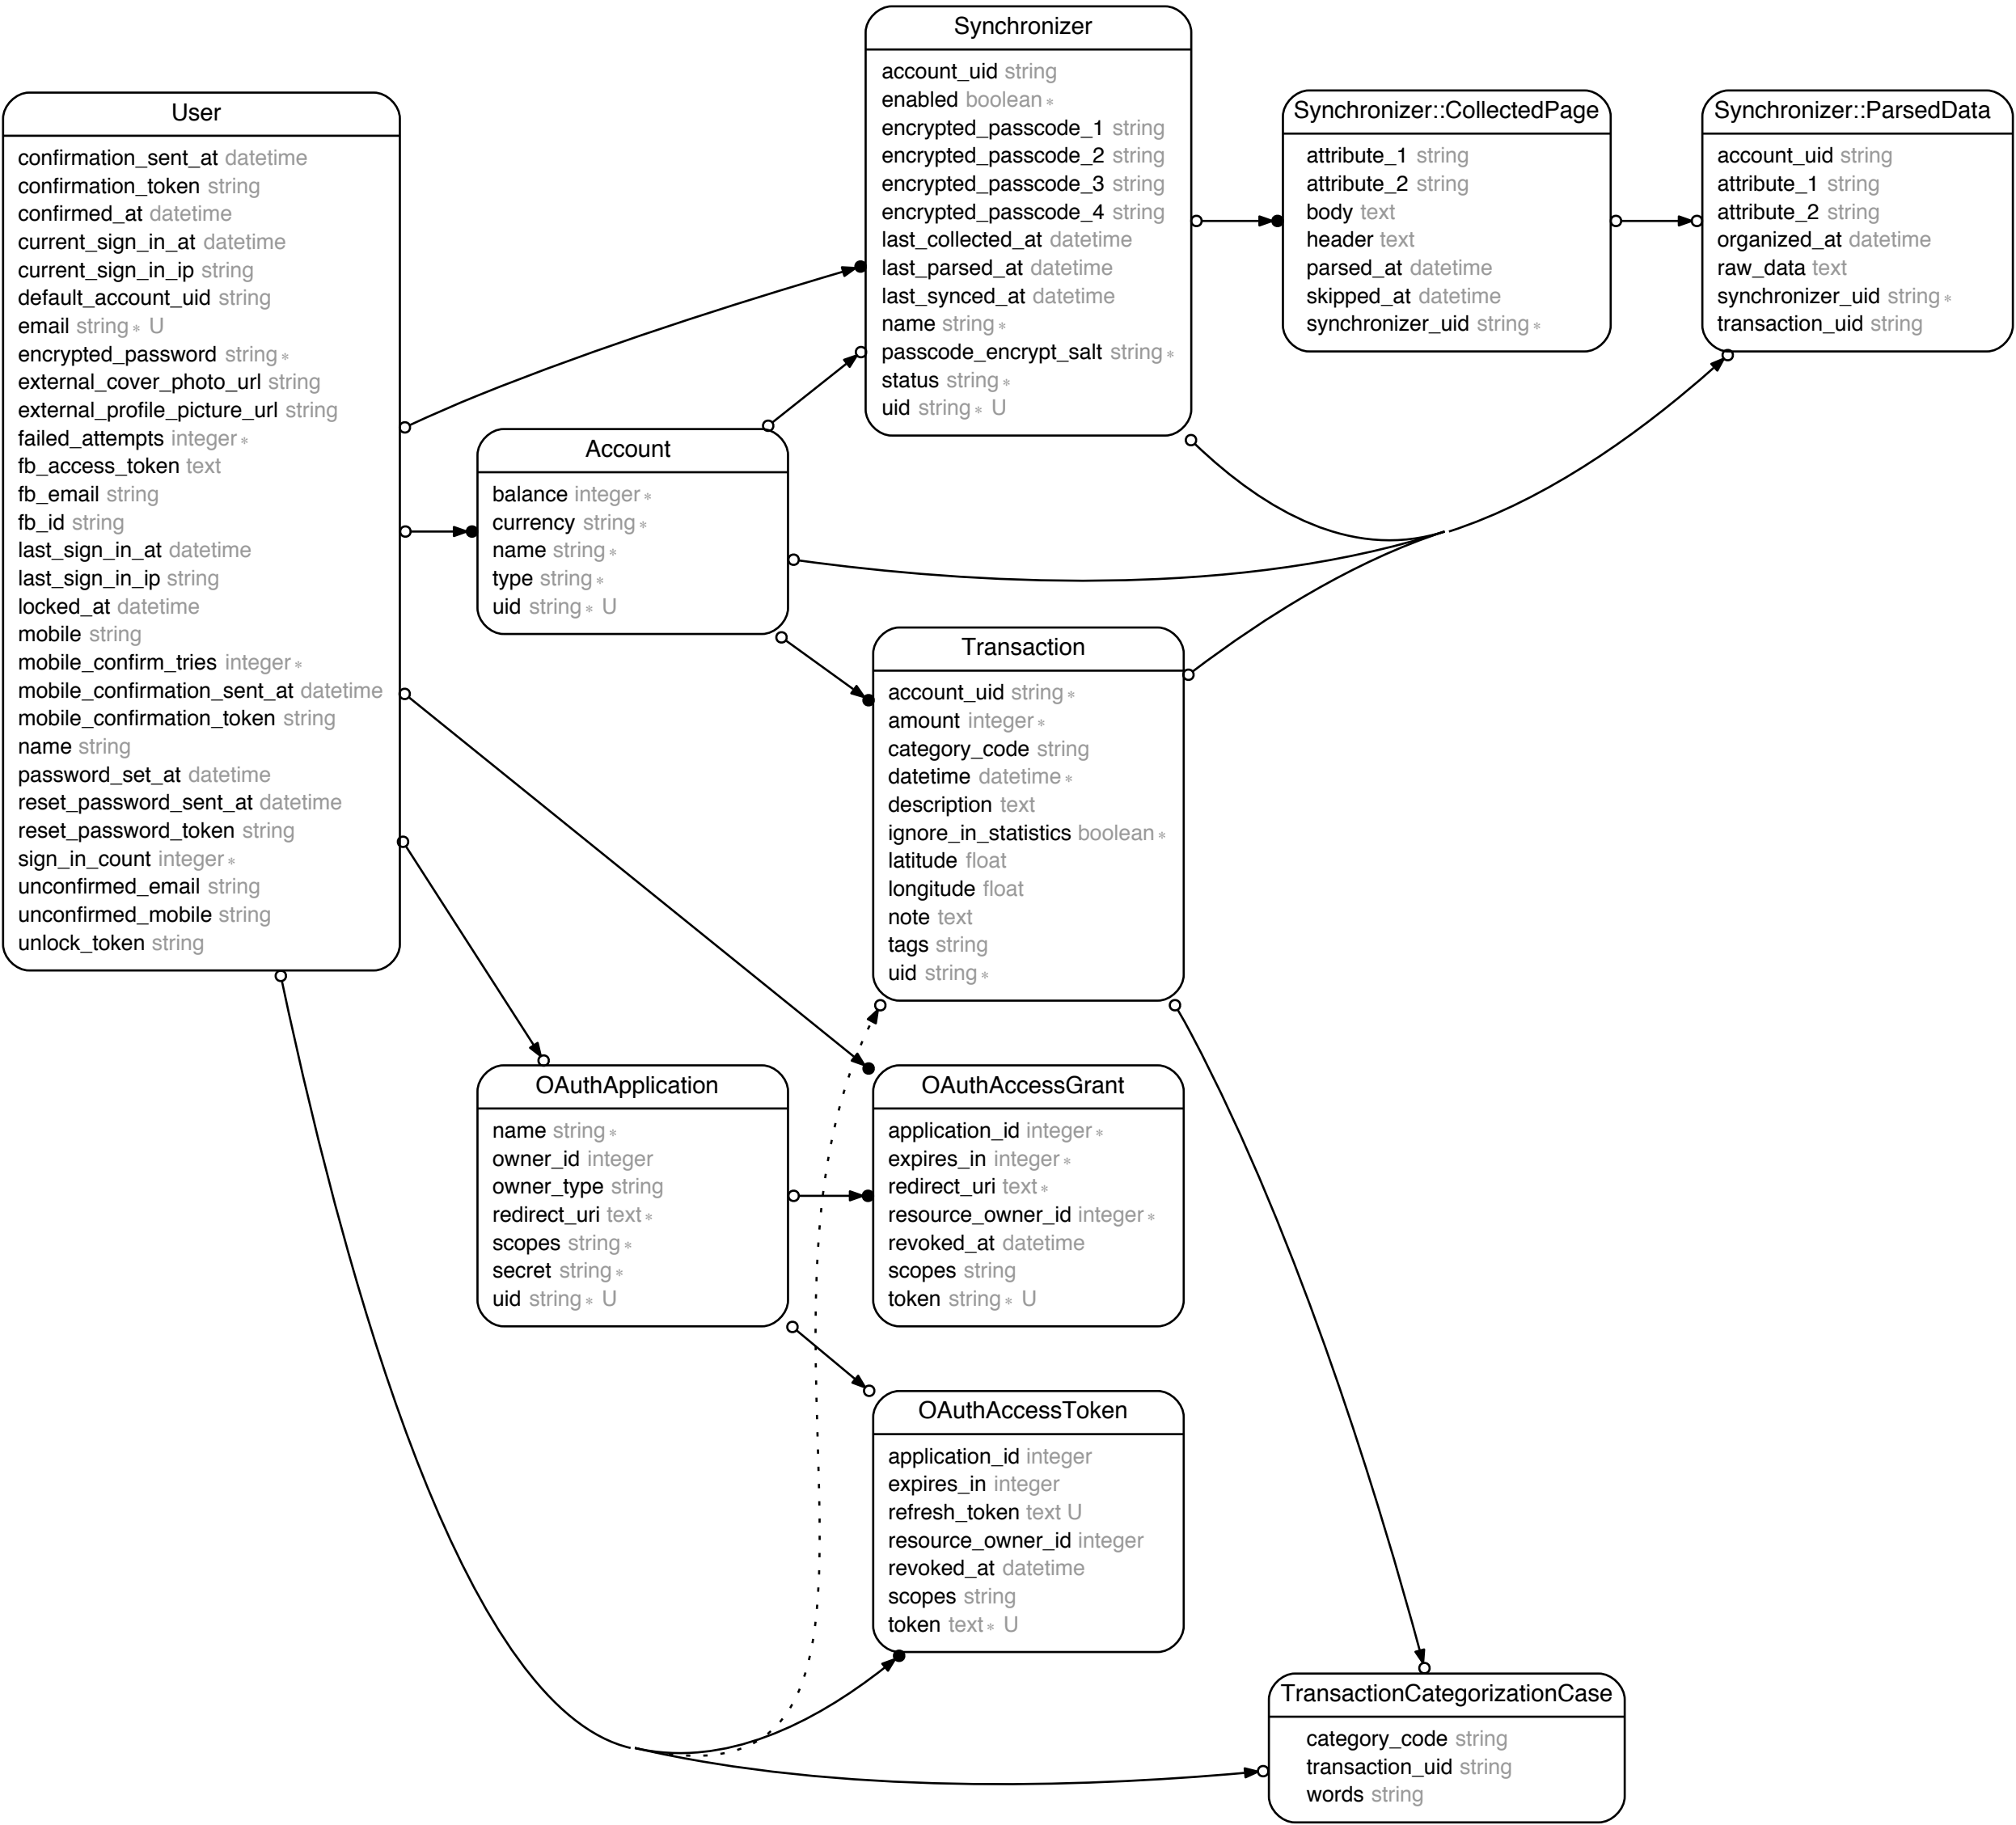 User
confirmation_sent_at datetime
confirmation_token string
confirmed_at datetime
current_sign_in_at datetime
current_sign_in_ip string
default_account_uid string
email string∗ U
encrypted_password string∗
external_cover_photo_url string
external_profile_picture_url string
failed_attempts integer∗
fb_access_token text
fb_email string
fb_id string
last_sign_in_at datetime
last_sign_in_ip string
locked_at datetime
mobile string
mobile_confirm_tries integer∗
mobile_confirmation_sent_at datetime
mobile_confirmation_token string
name string
password_set_at datetime
reset_password_sent_at datetime
reset_password_token string
sign_in_count integer∗
unconfirmed_email string
unconfirmed_mobile string
unlock_token string
Account
balance integer∗
currency string∗
name string∗
type string∗
uid string∗ U
Synchronizer
account_uid string
enabled boolean∗
encrypted_passcode_1 string
encrypted_passcode_2 string
encrypted_passcode_3 string
encrypted_passcode_4 string
last_collected_at datetime
last_parsed_at datetime
last_synced_at datetime
name string∗
passcode_encrypt_salt string∗
status string∗
uid string∗ U
Synchronizer::CollectedPage
attribute_1 string
attribute_2 string
body text
header text
parsed_at datetime
skipped_at datetime
synchronizer_uid string∗
Synchronizer::ParsedData
account_uid string
attribute_1 string
attribute_2 string
organized_at datetime
raw_data text
synchronizer_uid string∗
transaction_uid string
Transaction
account_uid string∗
amount integer∗
category_code string
datetime datetime∗
description text
ignore_in_statistics boolean∗
latitude float
longitude float
note text
tags string
uid string∗
OAuthApplication
name string∗
owner_id integer
owner_type string
redirect_uri text∗
scopes string∗
secret string∗
uid string∗ U
OAuthAccessGrant
application_id integer∗
expires_in integer∗
redirect_uri text∗
resource_owner_id integer∗
revoked_at datetime
scopes string
token string∗ U
OAuthAccessToken
application_id integer
expires_in integer
refresh_token text U
resource_owner_id integer
revoked_at datetime
scopes string
token text∗ U
TransactionCategorizationCase
category_code string
transaction_uid string
words string